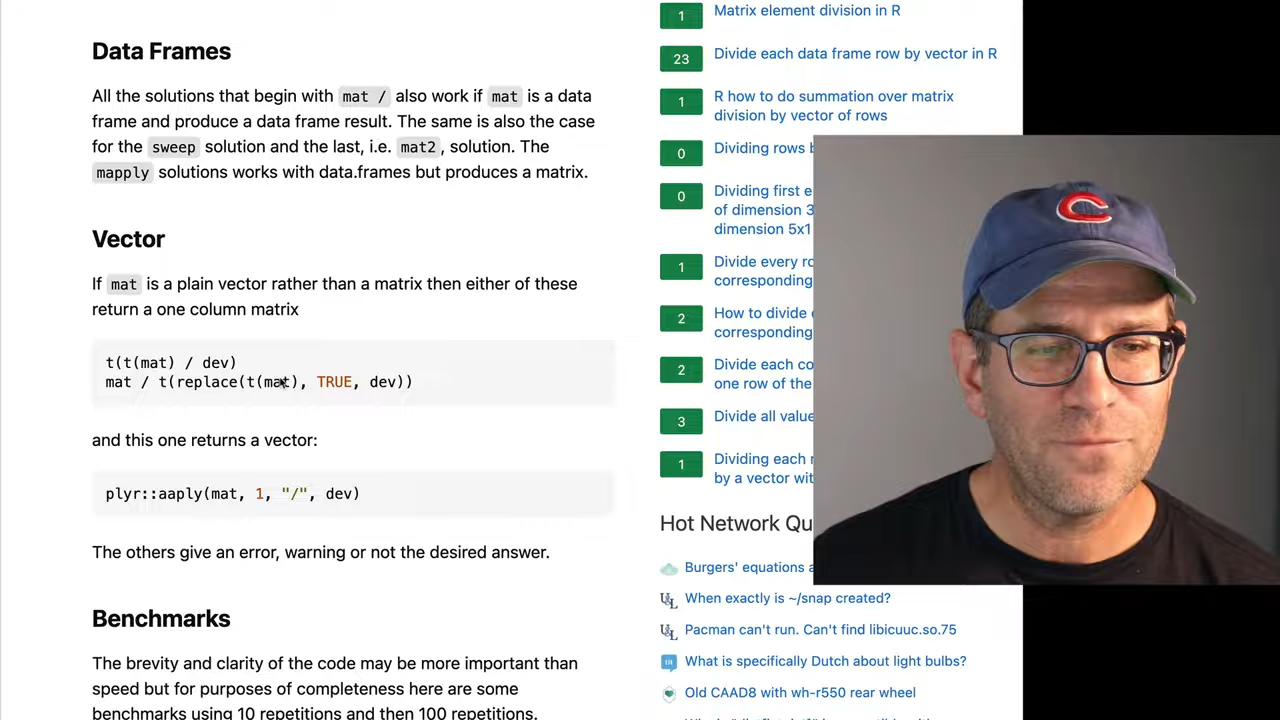 Data Frames
All the solutions that begin with mat / also work if mat is a data
frame and produce a data frame result. The same is also the case
for the sweep solution and the last, i.e. mat2, solution. The
mapply solutions works with data.frames but produces a matrix.
Vector
If mat is a plain vector rather than a matrix then either of these
return a one column matrix
t(t(mat) / dev)
mat / t(replace(t(mat), TRUE, dev))
and this one returns a vector:
plyr::aaply(mat, 1, "/", dev)
The others give an error, warning or not the desired answer.
Benchmarks
The brevity and clarity of the code may be more important than
speed but for purposes of completeness here are some
benchmarks using 10 repetitions and then 100 repetitions.
1 Matrix element division in R
23 Divide each data frame row by vector in R
1 R how to do summation over matrix
division by vector of rows
0 Dividing rows
0 Dividing first
of dimension 3
dimension 5x1
1 Divide every
corresponding
2 How to divide
corresponding
2 Divide each
one row of the
3 Divide all
1 Dividing each
by a vector
Hot Network
Burgers' equations
When exactly is ~/snap created?
Pacman can't run. Can't find libicuuc.so.75
What is specifically Dutch about light bulbs?
Old CAAD8 with wh-r550 rear wheel
C